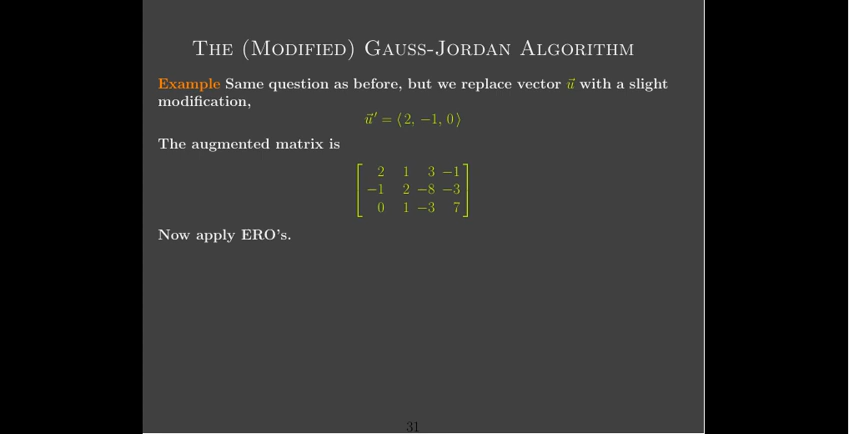 The (Modified) Gauss-Jordan Algorithm
Example Same question as before, but we replace vector u⃗ with a slight
modification,
u⃗′ = ⟨2, −1, 0⟩
The augmented matrix is
2 1 3 −1
−1 2 −8 −3
0 1 −3 7
Now apply ERO's.
31